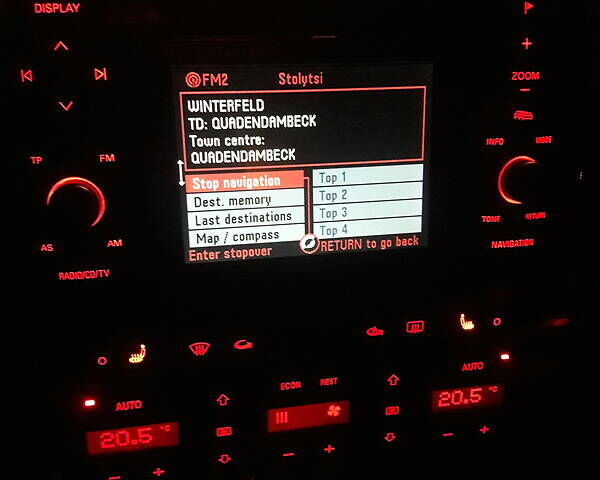 DISPLAY
FM2 Stolytsi
WINTERFELD
TD: QUADENDAMBECK
Town centre:
QUADENDAMBECK
Stop navigation
Dest. memory
Last destinations
Map / compass
Enter stopover
Top 1
Top 2
Top 3
Top 4
RETURN to go back
TP FM
AS AM
RADIO/CD/TV
+
ZOOM
−
INFO MODE
TONE RETURN
NAVIGATION
AUTO
20.5 °C
− +
ECON REST
− +
AUTO
20.5 °C
− +